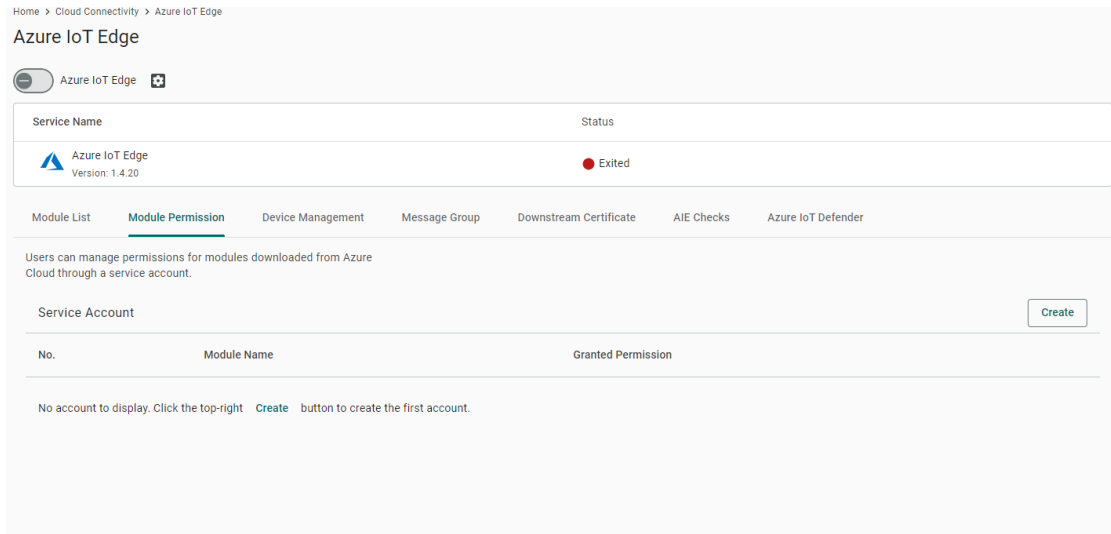 Home > Cloud Connectivity > Azure IoT Edge
Azure IoT Edge
Azure IoT Edge
Service Name Status
Azure IoT Edge
Version: 1.4.20
Exited
Module List Module Permission Device Management Message Group Downstream Certificate AIE Checks Azure IoT Defender
Users can manage permissions for modules downloaded from Azure
Cloud through a service account.
Service Account Create
No. Module Name Granted Permission
No account to display. Click the top-right Create button to create the first account.